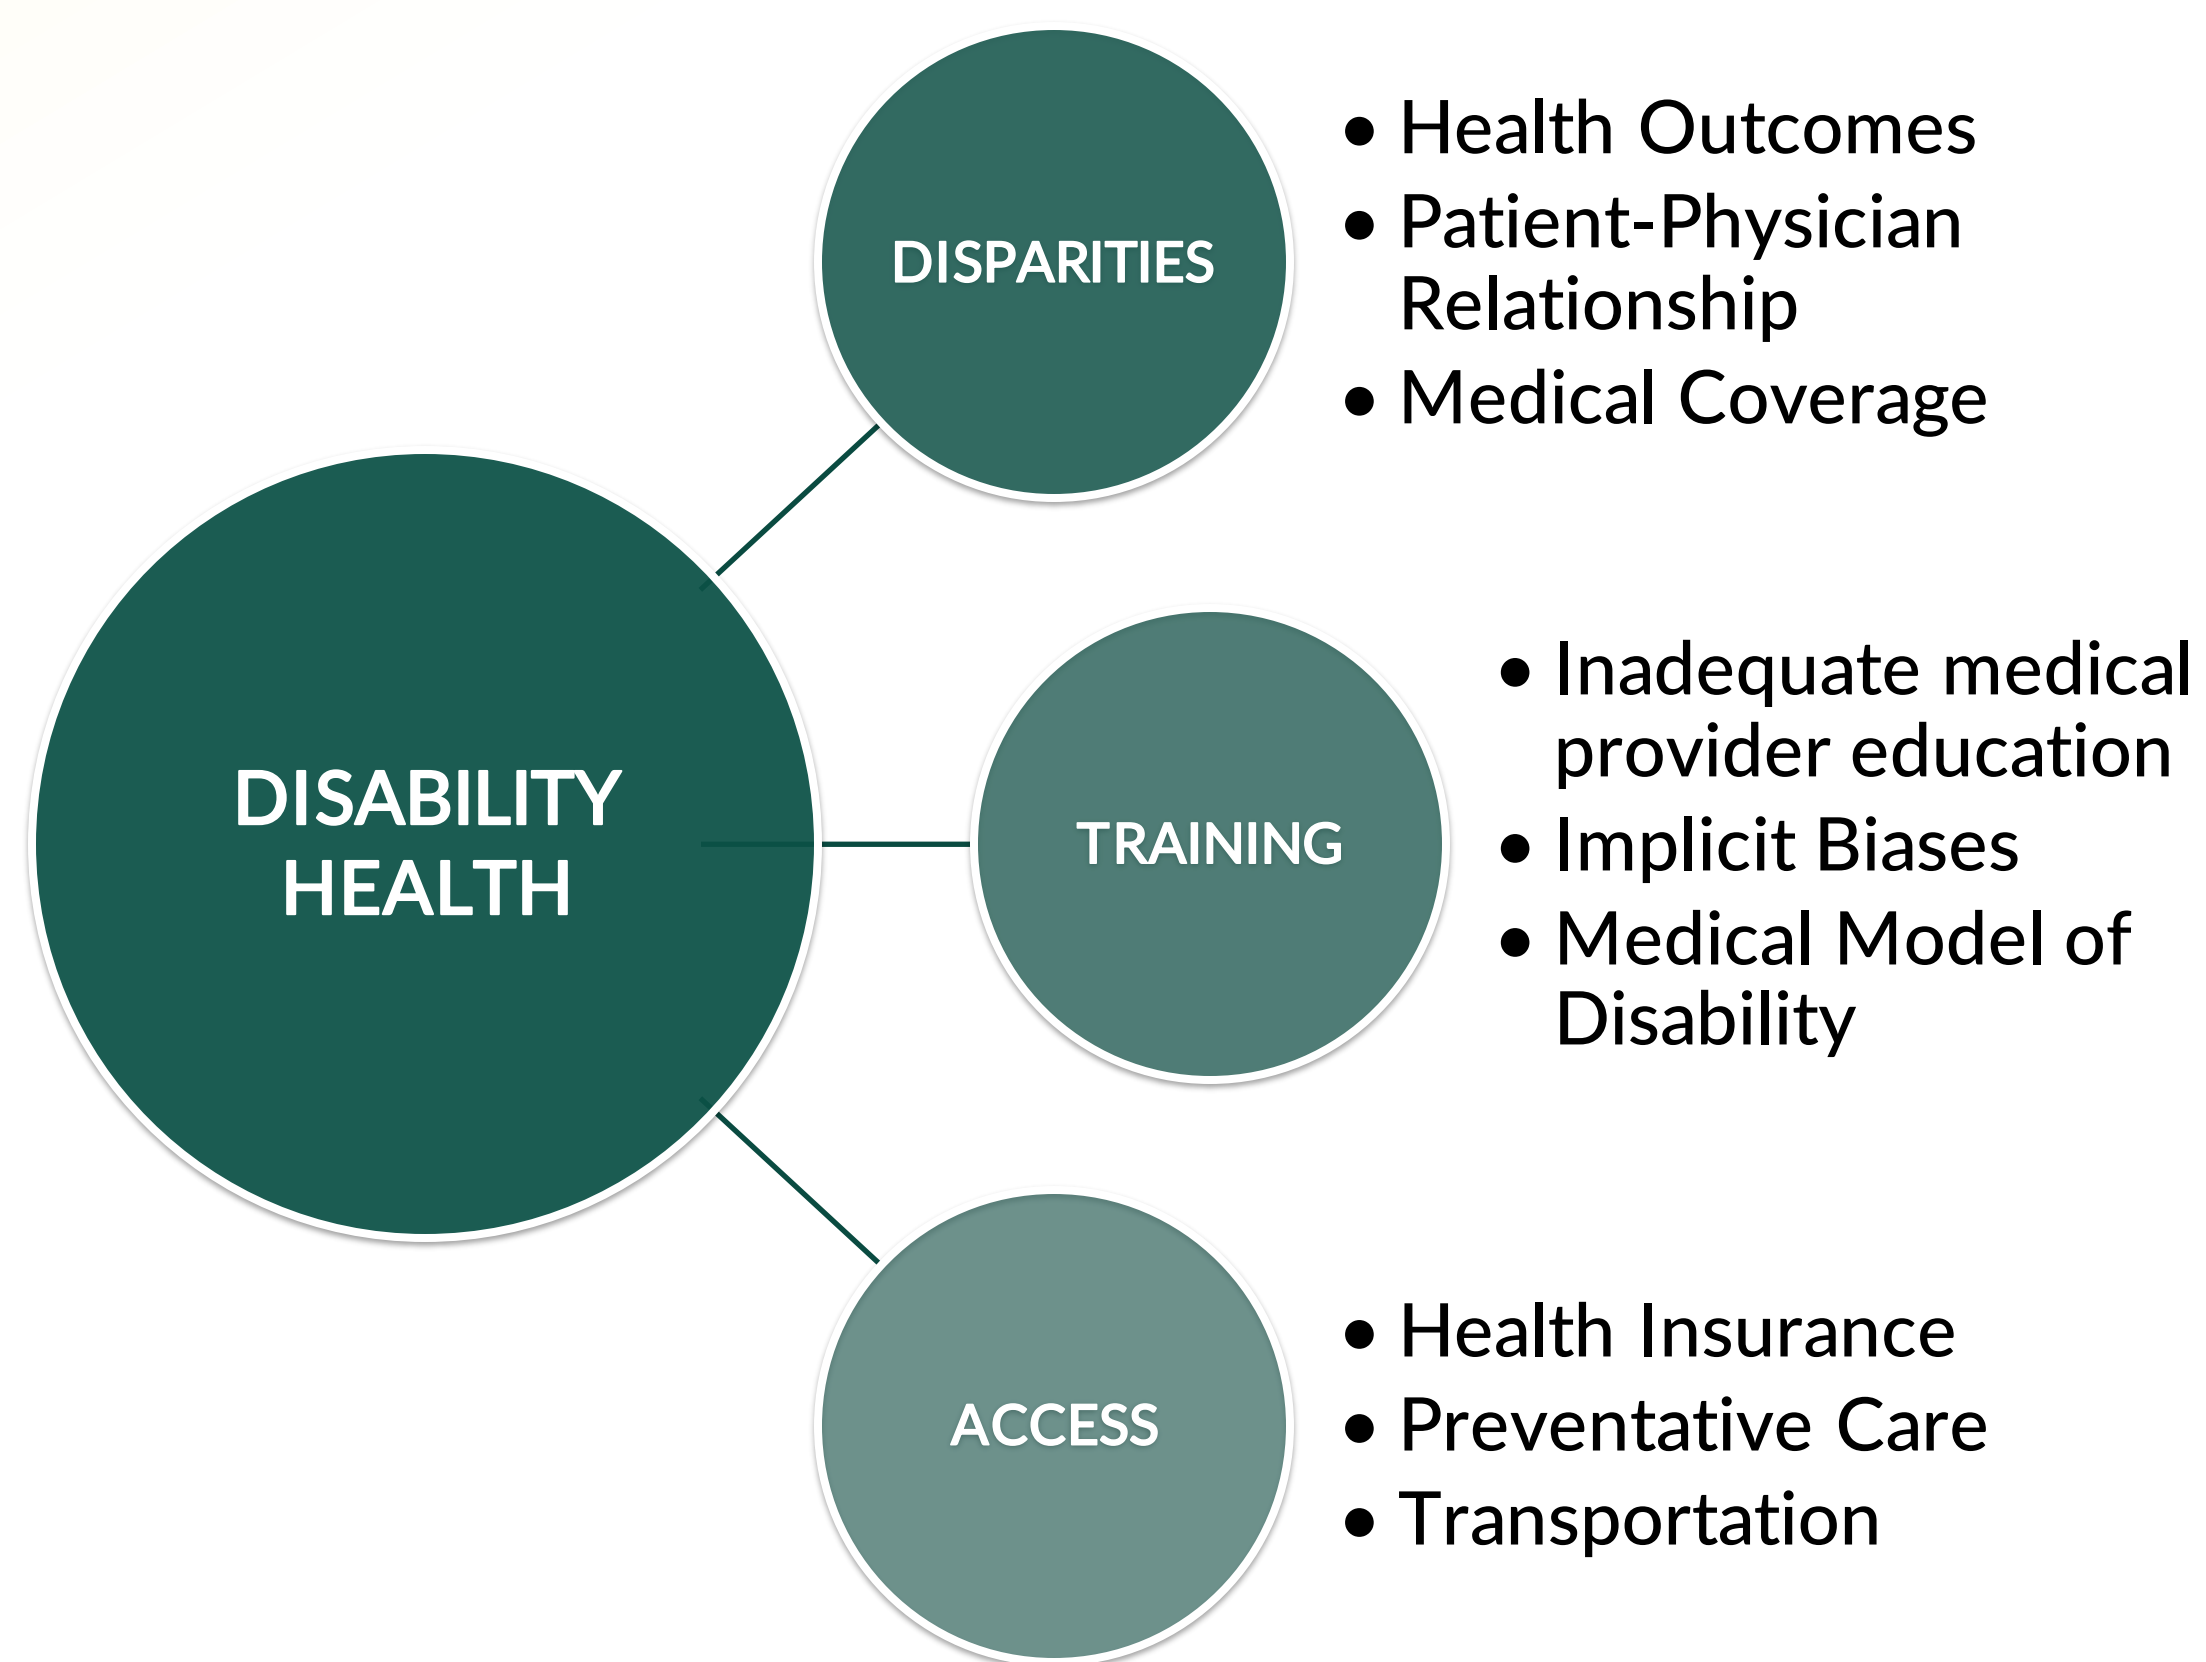 DISABILITY
HEALTH
DISPARITIES
• Health Outcomes
• Patient-Physician
Relationship
• Medical Coverage
TRAINING
• Inadequate medical
provider education
• Implicit Biases
• Medical Model of
Disability
ACCESS
• Health Insurance
• Preventative Care
• Transportation